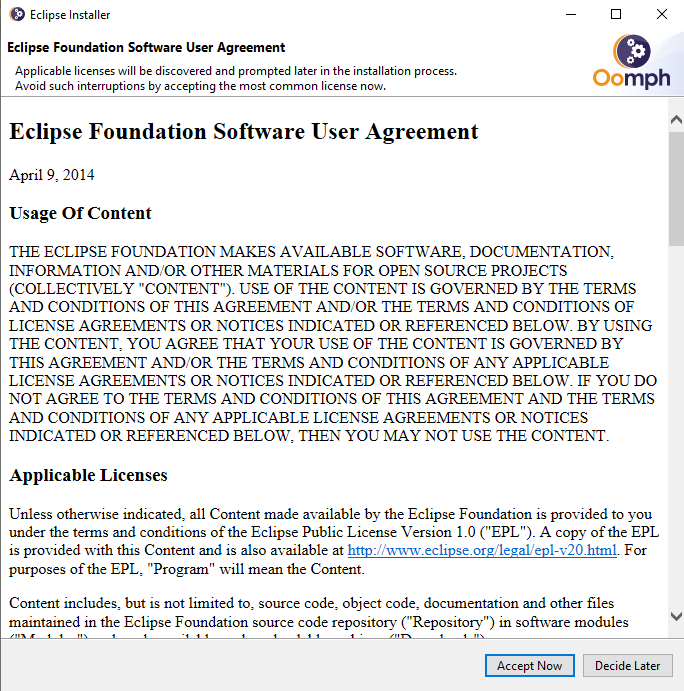 Eclipse Installer
Eclipse Foundation Software User Agreement
Applicable licenses will be discovered and prompted later in the installation process.
Avoid such interruptions by accepting the most common license now.
Oomph
Eclipse Foundation Software User Agreement
April 9, 2014
Usage Of Content
THE ECLIPSE FOUNDATION MAKES AVAILABLE SOFTWARE, DOCUMENTATION,
INFORMATION AND/OR OTHER MATERIALS FOR OPEN SOURCE PROJECTS
(COLLECTIVELY "CONTENT"). USE OF THE CONTENT IS GOVERNED BY THE TERMS
AND CONDITIONS OF THIS AGREEMENT AND/OR THE TERMS AND CONDITIONS OF
LICENSE AGREEMENTS OR NOTICES INDICATED OR REFERENCED BELOW. BY USING
THE CONTENT, YOU AGREE THAT YOUR USE OF THE CONTENT IS GOVERNED BY
THIS AGREEMENT AND/OR THE TERMS AND CONDITIONS OF ANY APPLICABLE
LICENSE AGREEMENTS OR NOTICES INDICATED OR REFERENCED BELOW. IF YOU DO
NOT AGREE TO THE TERMS AND CONDITIONS OF THIS AGREEMENT AND THE TERMS
AND CONDITIONS OF ANY APPLICABLE LICENSE AGREEMENTS OR NOTICES
INDICATED OR REFERENCED BELOW, THEN YOU MAY NOT USE THE CONTENT.
Applicable Licenses
Unless otherwise indicated, all Content made available by the Eclipse Foundation is provided to you
under the terms and conditions of the Eclipse Public License Version 1.0 ("EPL"). A copy of the EPL
is provided with this Content and is also available at http://www.eclipse.org/legal/epl-v20.html. For
purposes of the EPL, "Program" will mean the Content.
Content includes, but is not limited to, source code, object code, documentation and other files
maintained in the Eclipse Foundation source code repository ("Repository") in software modules
Accept Now
Decide Later